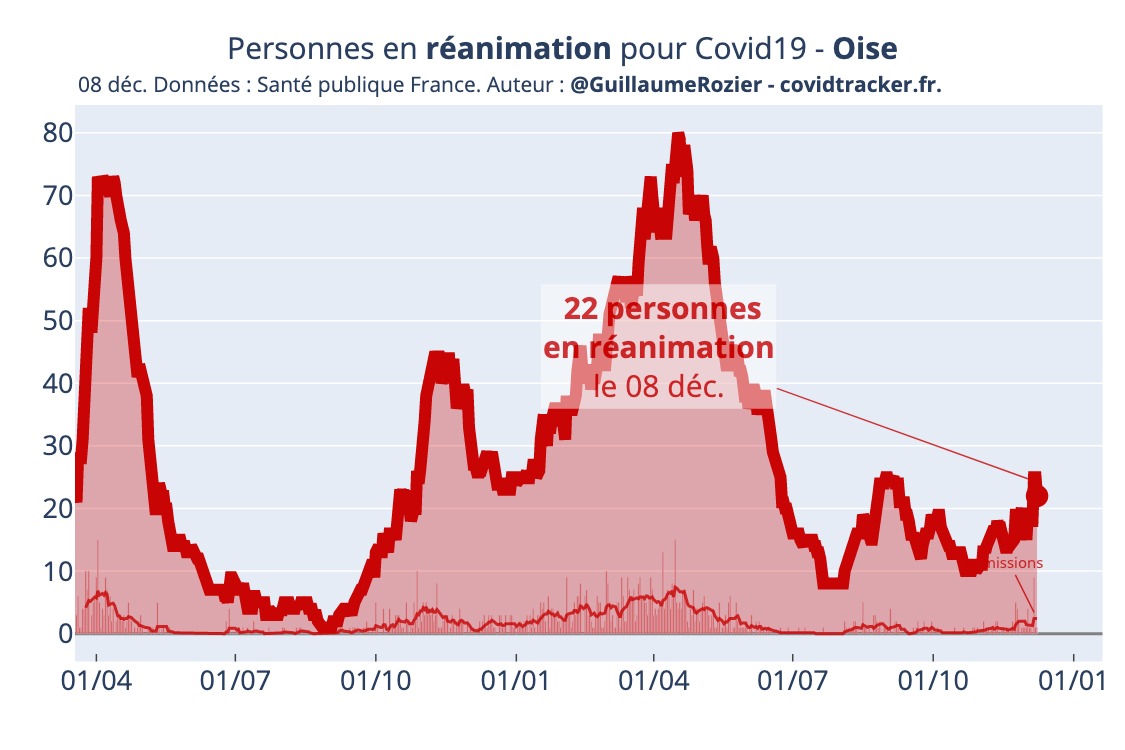 Personnes en réanimation pour Covid19 - Oise
08 déc. Données : Santé publique France. Auteur : @GuillaumeRozier - covidtracker.fr.
80
70
60
50
40
30
20
10
0
22 personnes
en réanimation
le 08 déc.
01/04 01/07 01/10 01/01 01/04 01/07 01/10 01/01